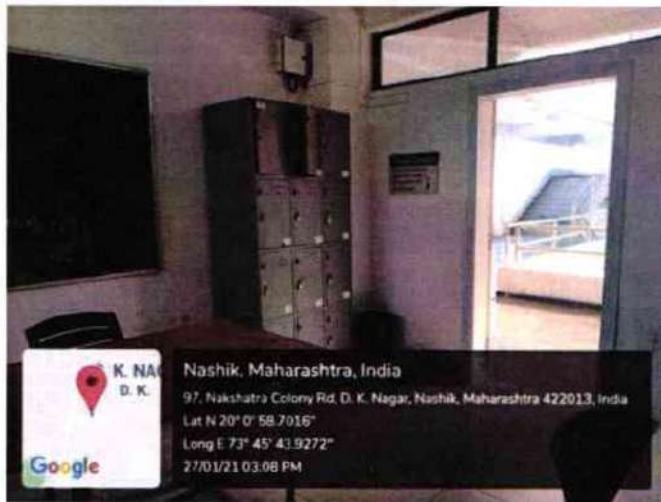 K. NAG
D. K.
Google
Nashik, Maharashtra, India
97, Nakshatra Colony Rd, D. K. Nagar, Nashik, Maharashtra 422013, India
Lat N 20° 0' 58.7016"
Long E 73° 45' 43.9272"
27/01/21 03:08 PM